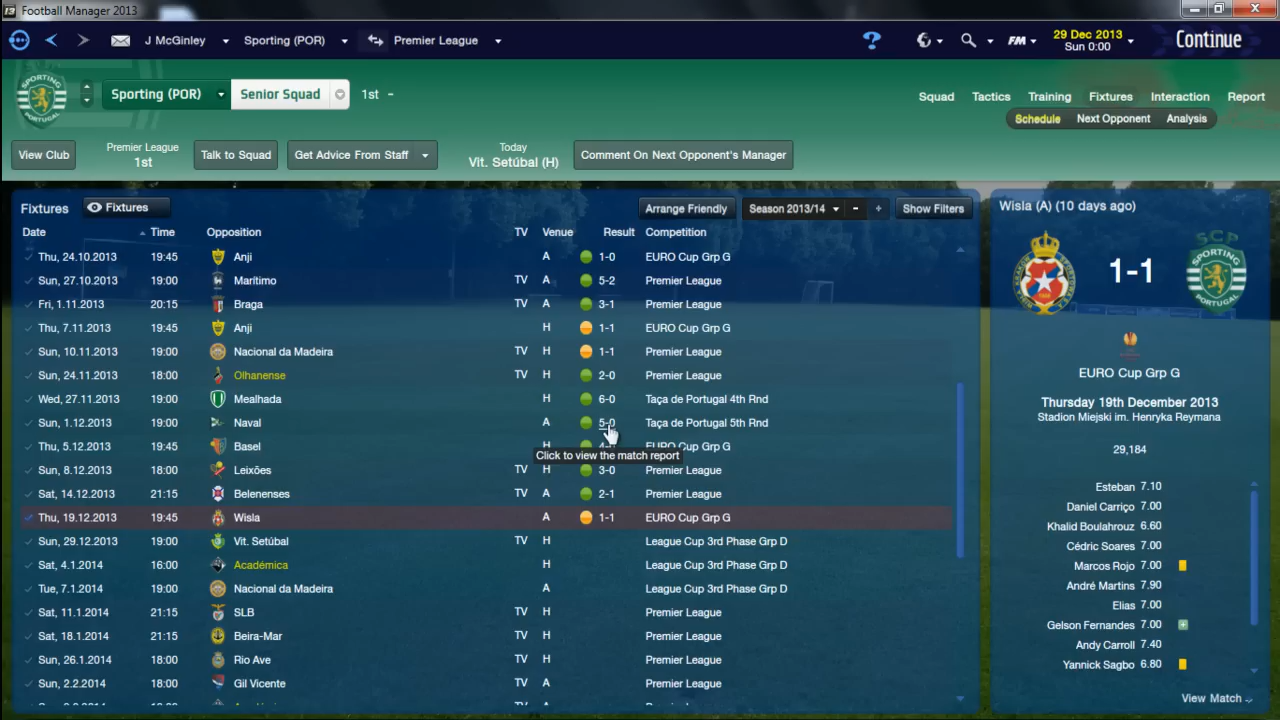 Football Manager 2013
J McGinley Sporting (POR) Premier League ? FM 29 Dec 2013 Sun 0:00 Continue
Sporting (POR) Senior Squad 1st -
Squad Tactics Training Fixtures Interaction Report
Schedule Next Opponent Analysis
View Club Premier League 1st Talk to Squad Get Advice From Staff Today Vit. Setúbal (H) Comment On Next Opponent's Manager
Fixtures Fixtures Arrange Friendly Season 2013/14 - + Show Filters
Date Time Opposition TV Venue Result Competition
Thu, 24.10.2013 19:45 Anji A 1-0 EURO Cup Grp G
Sun, 27.10.2013 19:00 Marítimo TV A 5-2 Premier League
Fri, 1.11.2013 20:15 Braga TV A 3-1 Premier League
Thu, 7.11.2013 19:45 Anji H 1-1 EURO Cup Grp G
Sun, 10.11.2013 19:00 Nacional da Madeira TV H 1-1 Premier League
Sun, 24.11.2013 18:00 Olhanense TV H 2-0 Premier League
Wed, 27.11.2013 19:00 Mealhada H 6-0 Taça de Portugal 4th Rnd
Sun, 1.12.2013 19:00 Naval A 5-0 Taça de Portugal 5th Rnd
Thu, 5.12.2013 19:45 Basel H EURO Cup Grp G
Click to view the match report
Sun, 8.12.2013 18:00 Leixões TV H 3-0 Premier League
Sat, 14.12.2013 21:15 Belenenses TV A 2-1 Premier League
Thu, 19.12.2013 19:45 Wisla A 1-1 EURO Cup Grp G
Sun, 29.12.2013 19:00 Vit. Setúbal TV H League Cup 3rd Phase Grp D
Sat, 4.1.2014 16:00 Académica H League Cup 3rd Phase Grp D
Tue, 7.1.2014 19:00 Nacional da Madeira A League Cup 3rd Phase Grp D
Sat, 11.1.2014 21:15 SLB TV H Premier League
Sat, 18.1.2014 21:15 Beira-Mar TV H Premier League
Sun, 26.1.2014 18:00 Rio Ave TV H Premier League
Sun, 2.2.2014 18:00 Gil Vicente TV A Premier League
Wisla (A) (10 days ago)
1-1
EURO Cup Grp G
Thursday 19th December 2013
Stadion Miejski im. Henryka Reymana
29,184
Esteban 7.10
Daniel Carriço 7.00
Khalid Boulahrouz 6.60
Cédric Soares 7.00
Marcos Rojo 7.00
André Martins 7.90
Elias 7.00
Gelson Fernandes 7.00
Andy Carroll 7.40
Yannick Sagbo 6.80
View Match